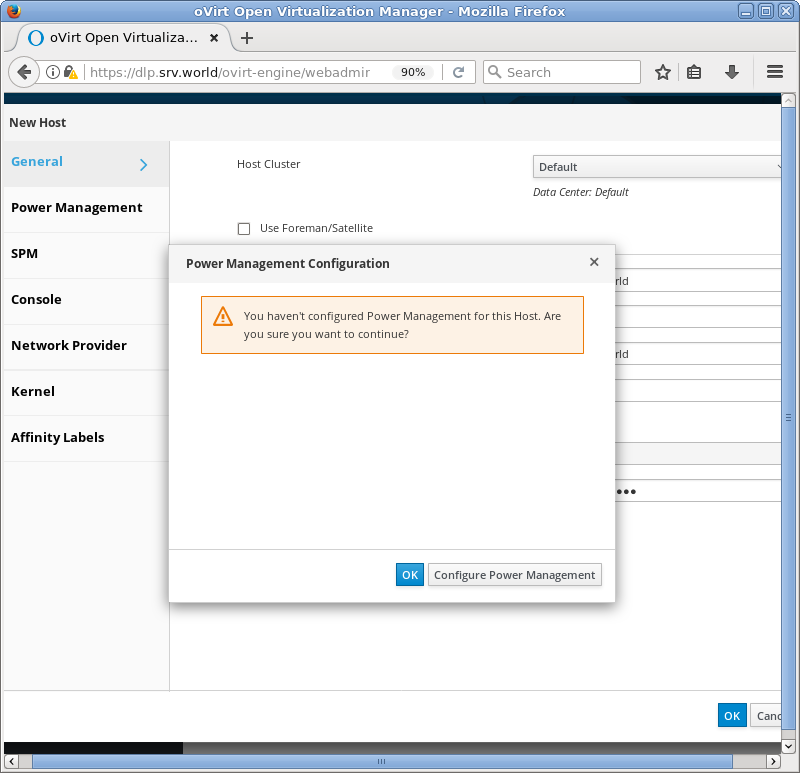 oVirt Open Virtualization Manager - Mozilla Firefox
oVirt Open Virtualiza...
https://dlp.srv.world/ovirt-engine/webadmin
90%
Search
New Host
General
Host Cluster
Default
Data Center: Default
Power Management
Use Foreman/Satellite
SPM
Power Management Configuration
rld
Console
You haven't configured Power Management for this Host. Are
you sure you want to continue?
Network Provider
rld
Kernel
Affinity Labels
OK
Configure Power Management
OK
Canc